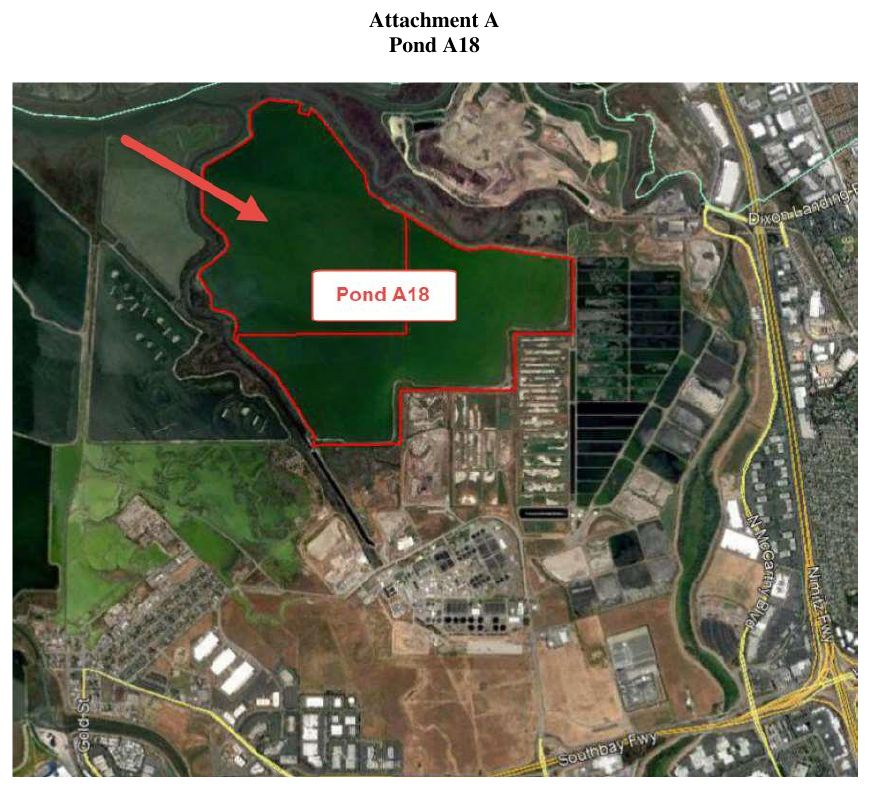 Attachment A
Pond A18
Dixon Landing
Pond A18
N McCarthy Blvd
Nimitz Fwy
Gold St
Southbay Fwy